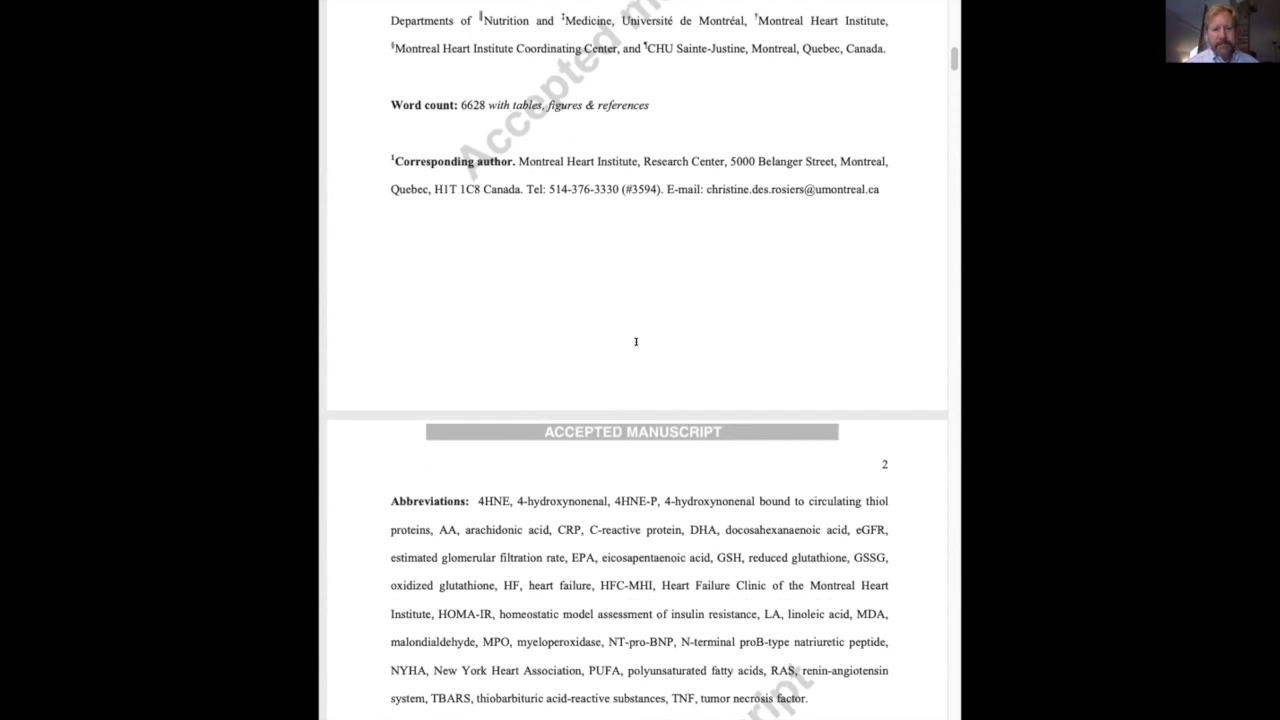 Departments of ‖Nutrition and ‡Medicine, Université de Montréal, †Montreal Heart Institute,
§Montreal Heart Institute Coordinating Center, and ¶CHU Sainte-Justine, Montreal, Quebec, Canada.
Accepted m
Word count: 6628 with tables, figures & references
1Corresponding author. Montreal Heart Institute, Research Center, 5000 Belanger Street, Montreal,
Quebec, H1T 1C8 Canada. Tel: 514-376-3330 (#3594). E-mail: christine.des.rosiers@umontreal.ca
ACCEPTED MANUSCRIPT
2
Abbreviations: 4HNE, 4-hydroxynonenal, 4HNE-P, 4-hydroxynonenal bound to circulating thiol
proteins, AA, arachidonic acid, CRP, C-reactive protein, DHA, docosahexanaenoic acid, eGFR,
estimated glomerular filtration rate, EPA, eicosapentaenoic acid, GSH, reduced glutathione, GSSG,
oxidized glutathione, HF, heart failure, HFC-MHI, Heart Failure Clinic of the Montreal Heart
Institute, HOMA-IR, homeostatic model assessment of insulin resistance, LA, linoleic acid, MDA,
malondialdehyde, MPO, myeloperoxidase, NT-pro-BNP, N-terminal proB-type natriuretic peptide,
NYHA, New York Heart Association, PUFA, polyunsaturated fatty acids, RAS, renin-angiotensin
system, TBARS, thiobarbituric acid-reactive substances, TNF, tumor necrosis factor.
cript